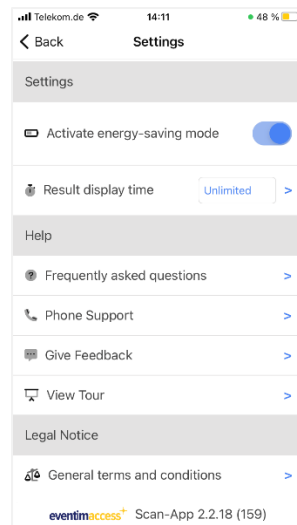 Telekom.de 14:11 48 %
Back Settings
Settings
Activate energy-saving mode
Result display time Unlimited >
Help
Frequently asked questions >
Phone Support >
Give Feedback >
View Tour >
Legal Notice
General terms and conditions >
eventimaccess+ Scan-App 2.2.18 (159)